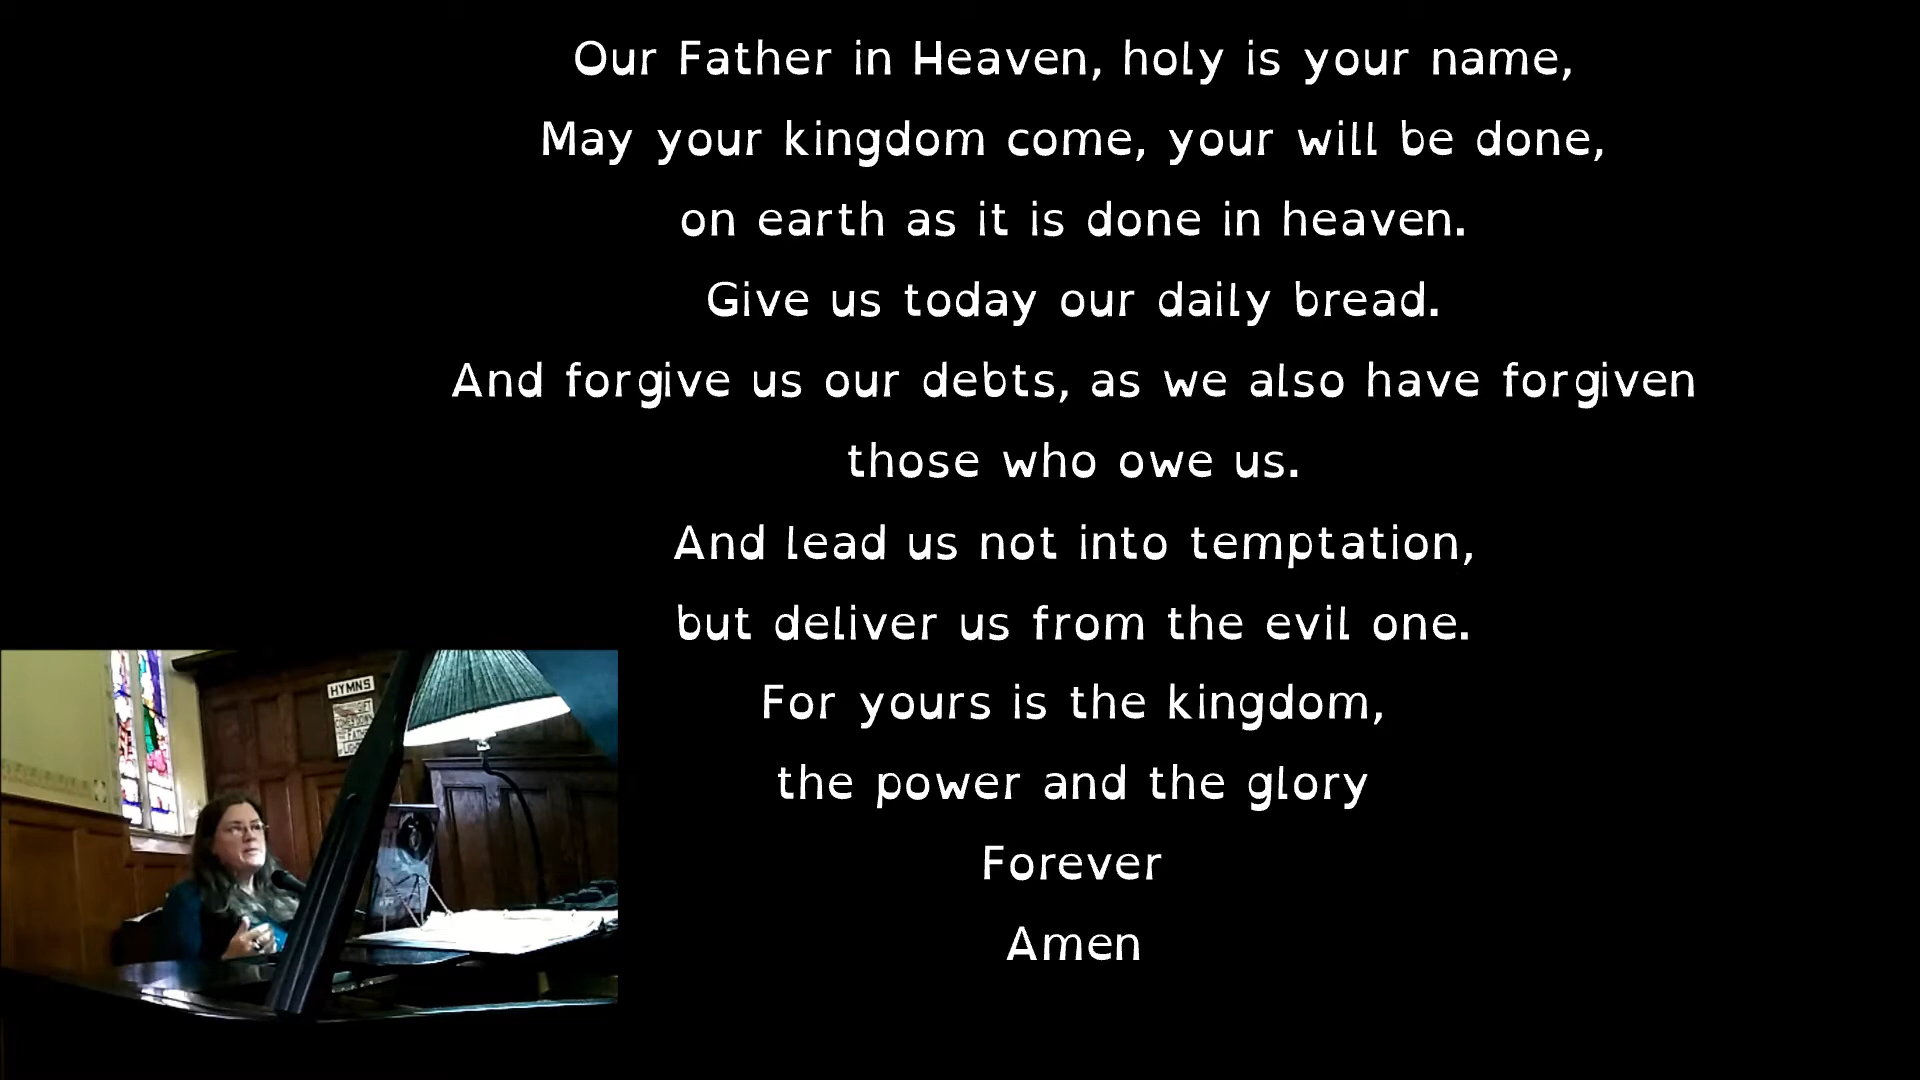 Our Father in Heaven, holy is your name,
May your kingdom come, your will be done,
on earth as it is done in heaven.
Give us today our daily bread.
And forgive us our debts, as we also have forgiven
those who owe us.
And lead us not into temptation,
but deliver us from the evil one.
For yours is the kingdom,
the power and the glory
Forever
Amen
HYMNS